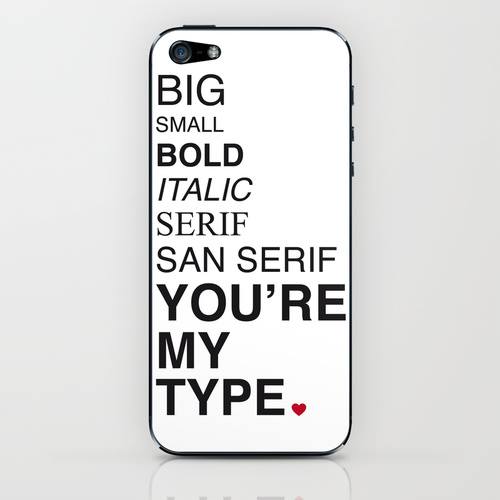 BIG
SMALL
BOLD
ITALIC
SERIF
SAN SERIF
YOU'RE
MY
TYPE.